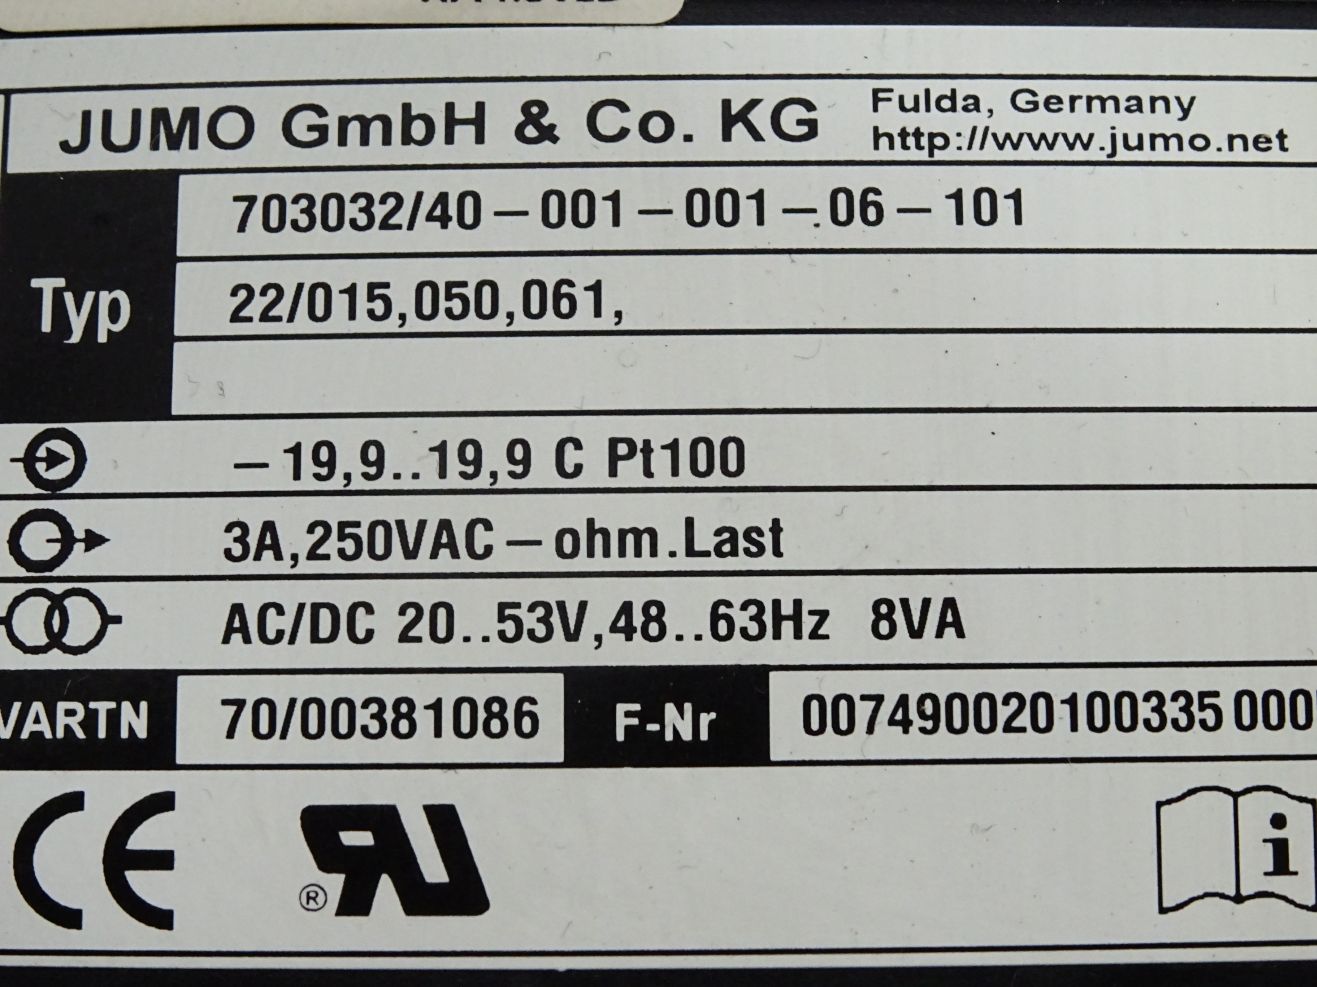 JUMO GmbH & Co. KG
Fulda, Germany
http://www.jumo.net
Typ
703032/40-001-001-.06-101
22/015,050,061,
-19,9..19,9 C Pt100
3A,250VAC-ohm.Last
AC/DC 20..53V,48..63Hz 8VA
VARTN 70/00381086 F-Nr 007490020100335 000
CE
®
i